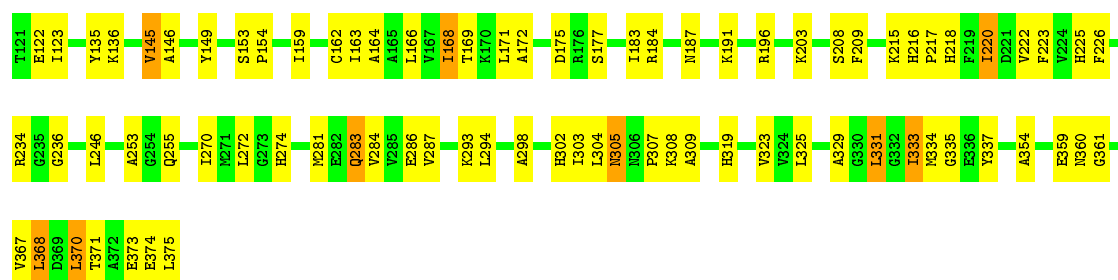 T121 E122 I123 Y135 K136 V145 A146 Y149 S153 P154 I159 C162 I163 A164 A165 L166 V167 I168 T169 K170 L171 A172 D175 R176 S177 I183 R184 N187 K191 R196 K203 S208 F209 K215 H216 P217 H218 F219 I220 D221 V222 F223 V224 H225 F226
R234 G235 G236 L246 A253 G254 Q255 I270 M271 L272 G273 H274 M281 E282 Q283 V284 V285 E286 V287 K293 L294 A298 H302 I303 L304 N305 N306 P307 K308 A309 H319 V323 V324 L325 A329 G330 L331 G332 I333 M334 G335 E336 Y337 A354 E359 N360 G361
V367 L368 D369 L370 T371 A372 E373 E374 L375